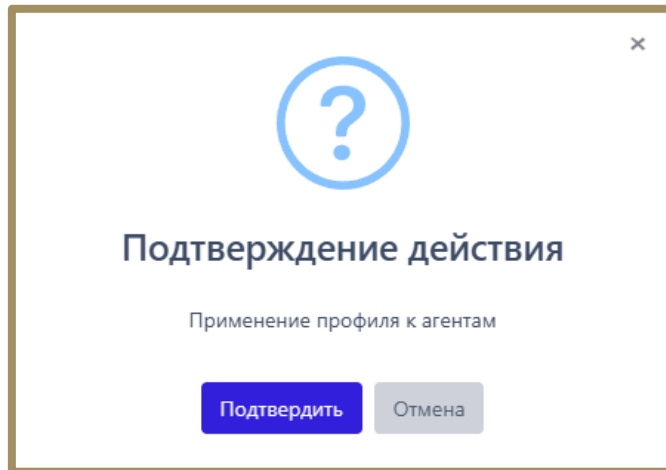 Подтверждение действия
Применение профиля к агентам
Подтвердить Отмена